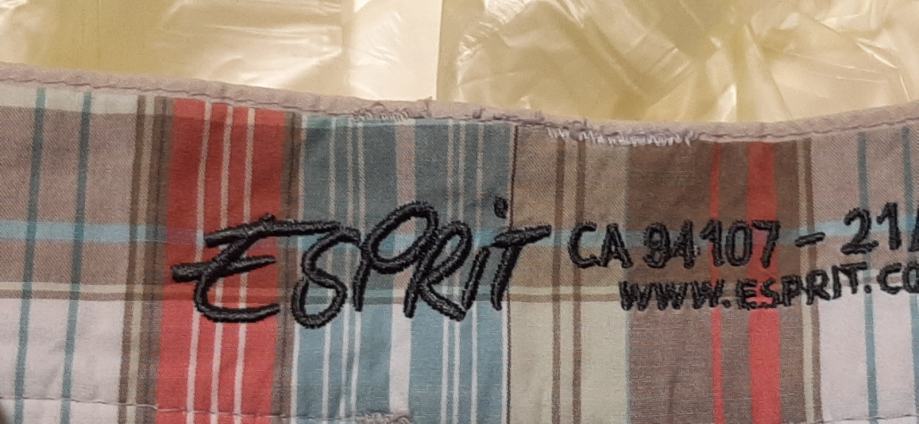 ESPRIT
CA 94107 - 21
WWW.ESPRIT.CO